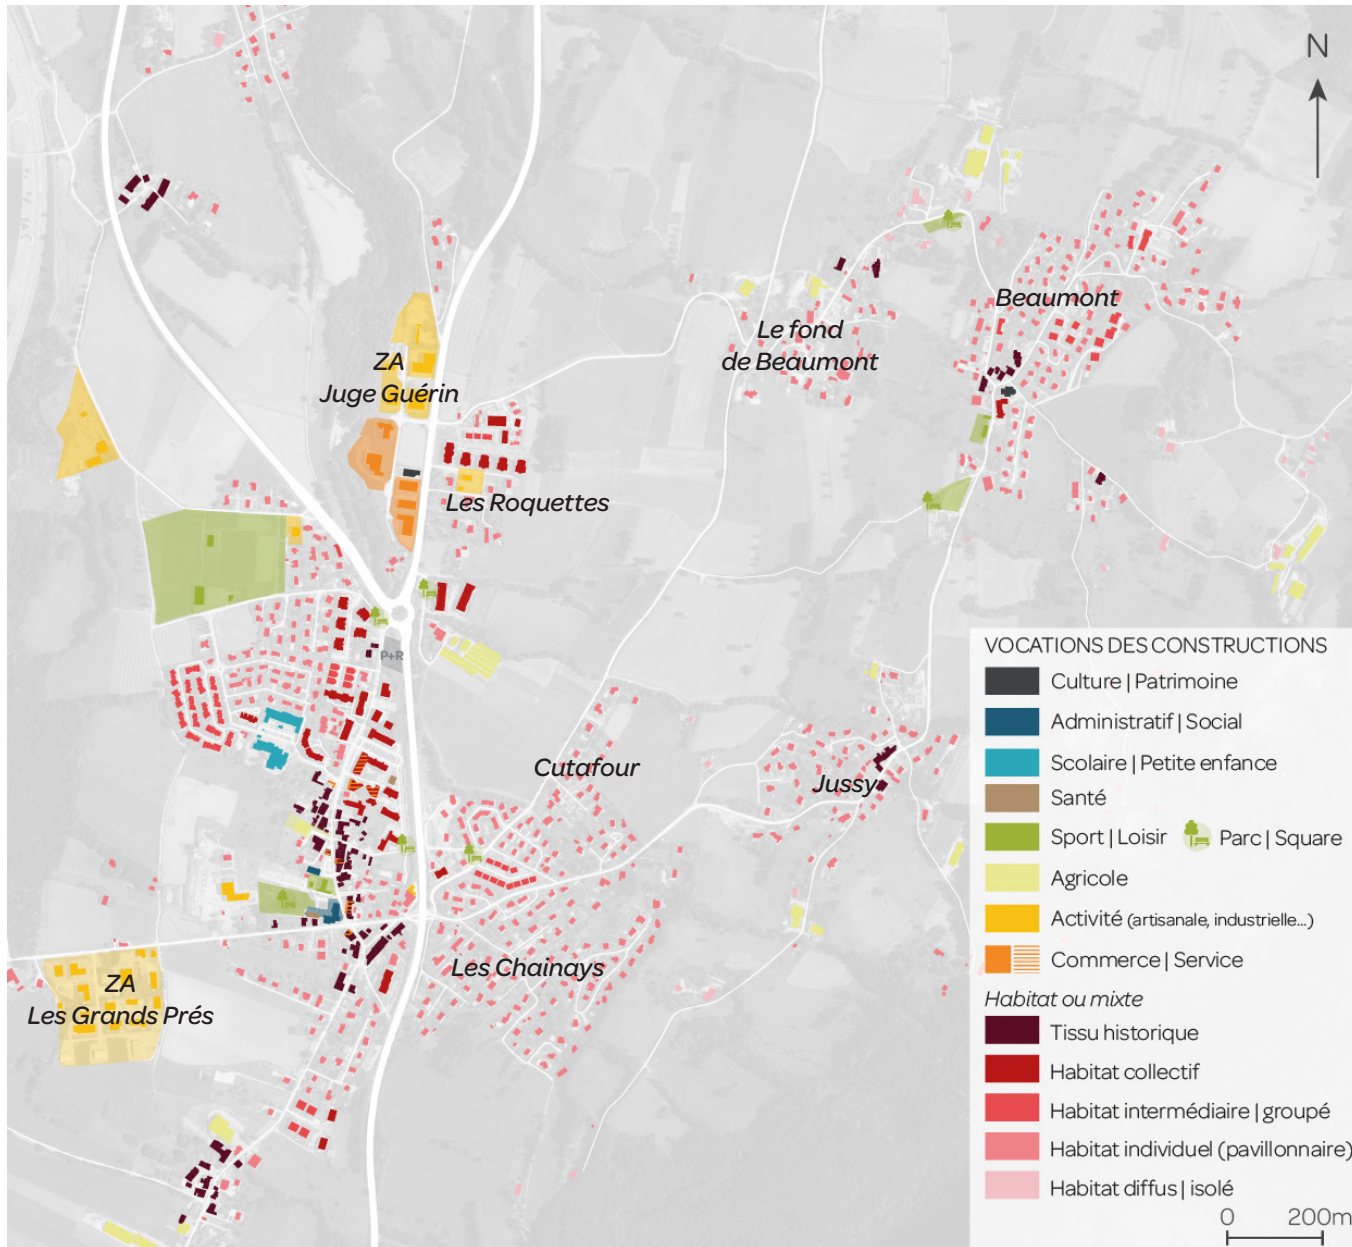 N
Beaumont
Le fond
de Beaumont
ZA
Juge Guérin
Les Roquettes
P+R
Cutafour
Jussy
Les Chainays
ZA
Les Grands Prés
VOCATIONS DES CONSTRUCTIONS
Culture | Patrimoine
Administratif | Social
Scolaire | Petite enfance
Santé
Sport | Loisir
Parc | Square
Agricole
Activité (artisanale, industrielle...)
Commerce | Service
Habitat ou mixte
Tissu historique
Habitat collectif
Habitat intermédiaire | groupé
Habitat individuel (pavillonnaire)
Habitat diffus | isolé
0 200m